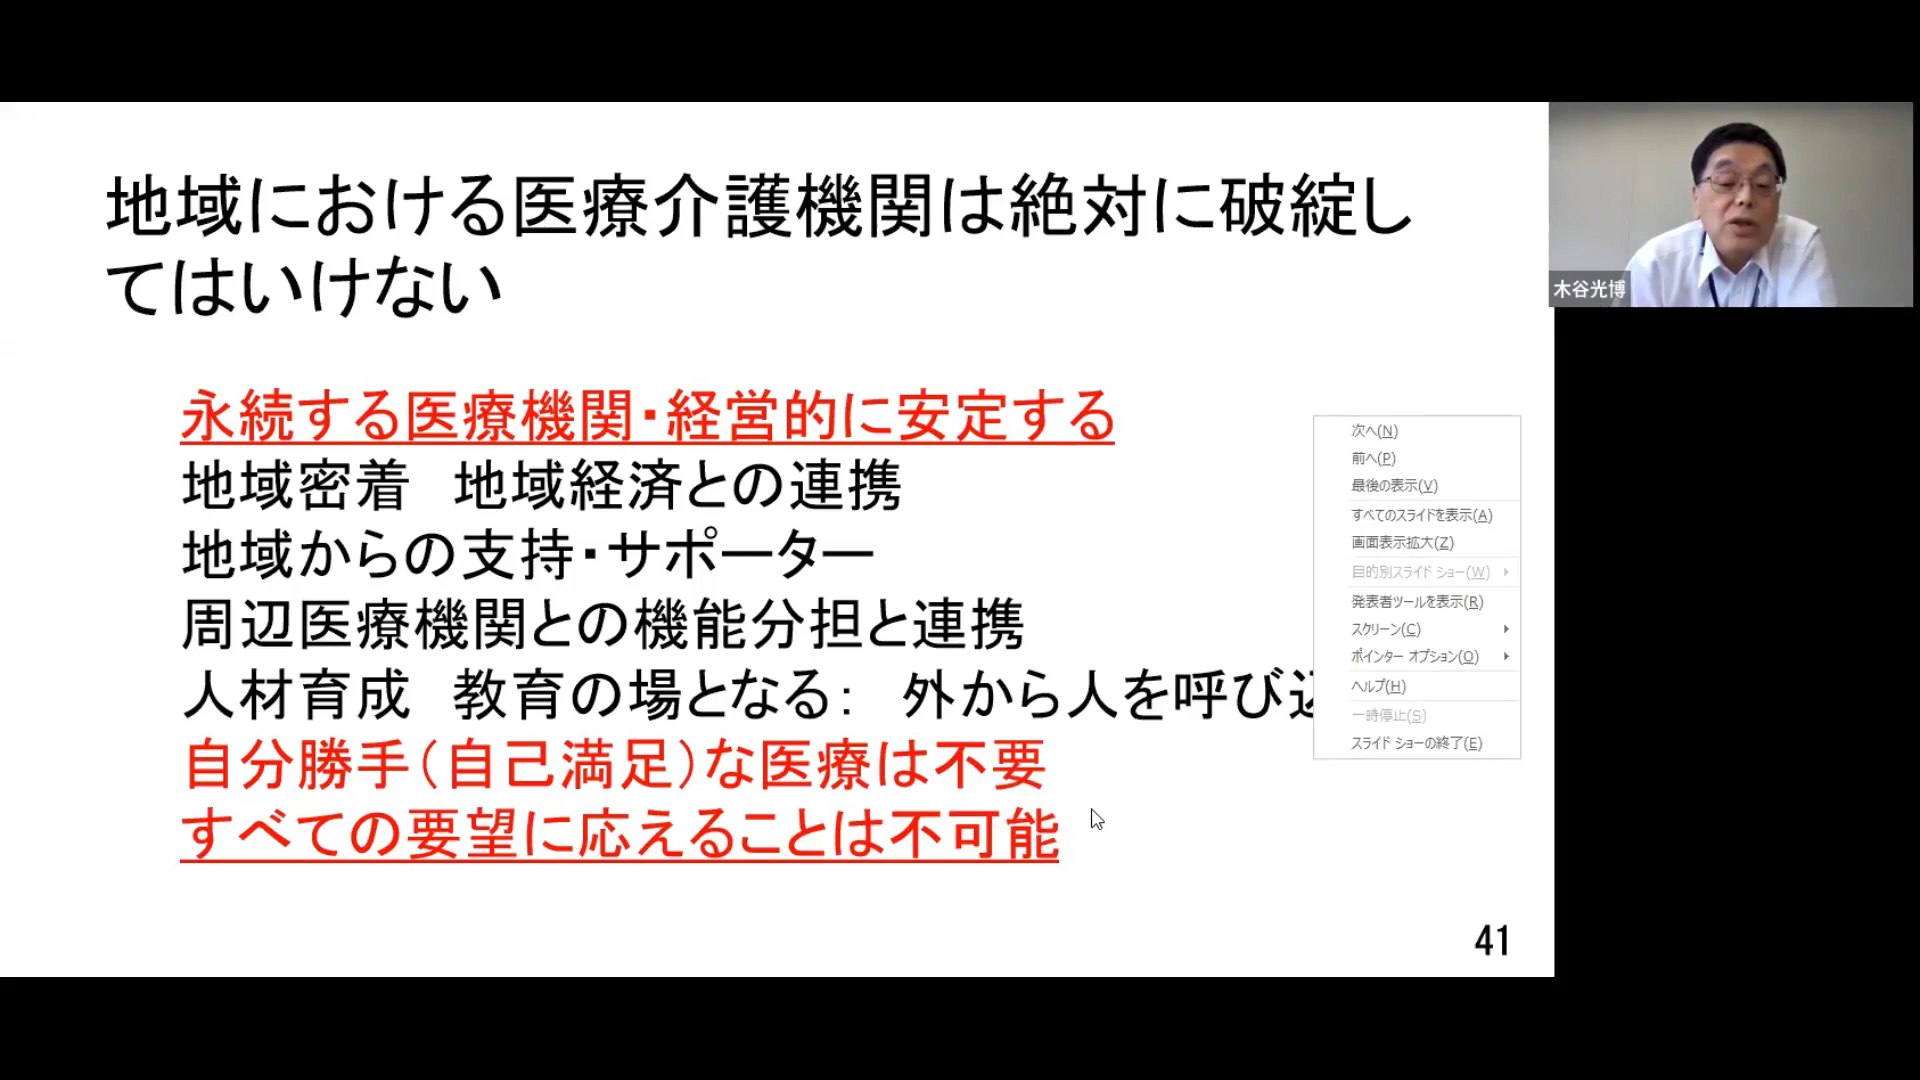 地域における医療介護機関は絶対に破綻し
てはいけない
永続する医療機関・経営的に安定する
地域密着　地域経済との連携
地域からの支持・サポーター
周辺医療機関との機能分担と連携
人材育成　教育の場となる：　外から人を呼び
自分勝手（自己満足）な医療は不要
すべての要望に応えることは不可能
41
次へ(N)
前へ(P)
最後の表示(V)
すべてのスライドを表示(A)
画面表示拡大(Z)
目的別スライド ショー(W)
発表者ツールを表示(R)
スクリーン(C)
ポインター オプション(O)
ヘルプ(H)
一時停止(S)
スライド ショーの終了(E)
木谷光博